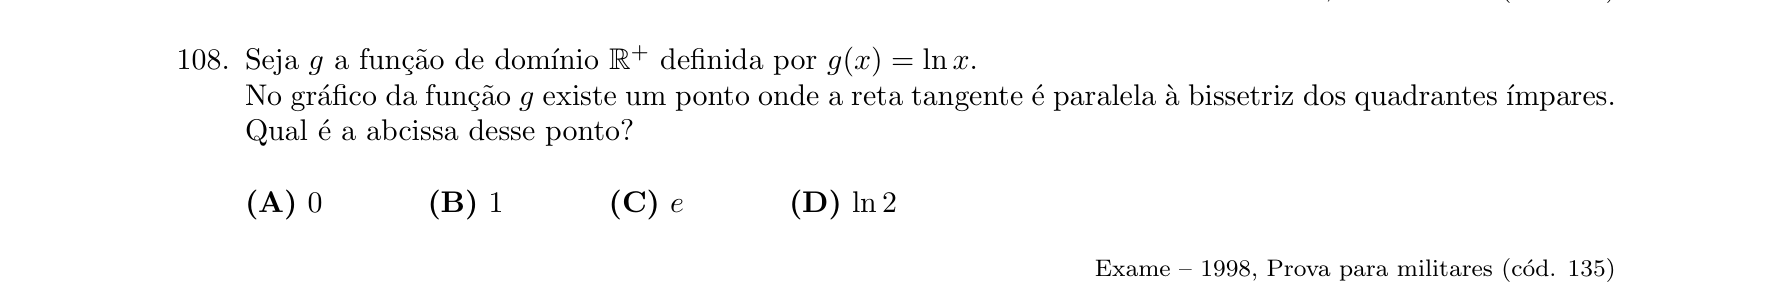 108. Seja g a função de domínio ℝ⁺ definida por g(x) = ln x.
No gráfico da função g existe um ponto onde a reta tangente é paralela à bissetriz dos quadrantes ímpares.
Qual é a abcissa desse ponto?
(A) 0 (B) 1 (C) e (D) ln 2
Exame – 1998, Prova para militares (cód. 135)